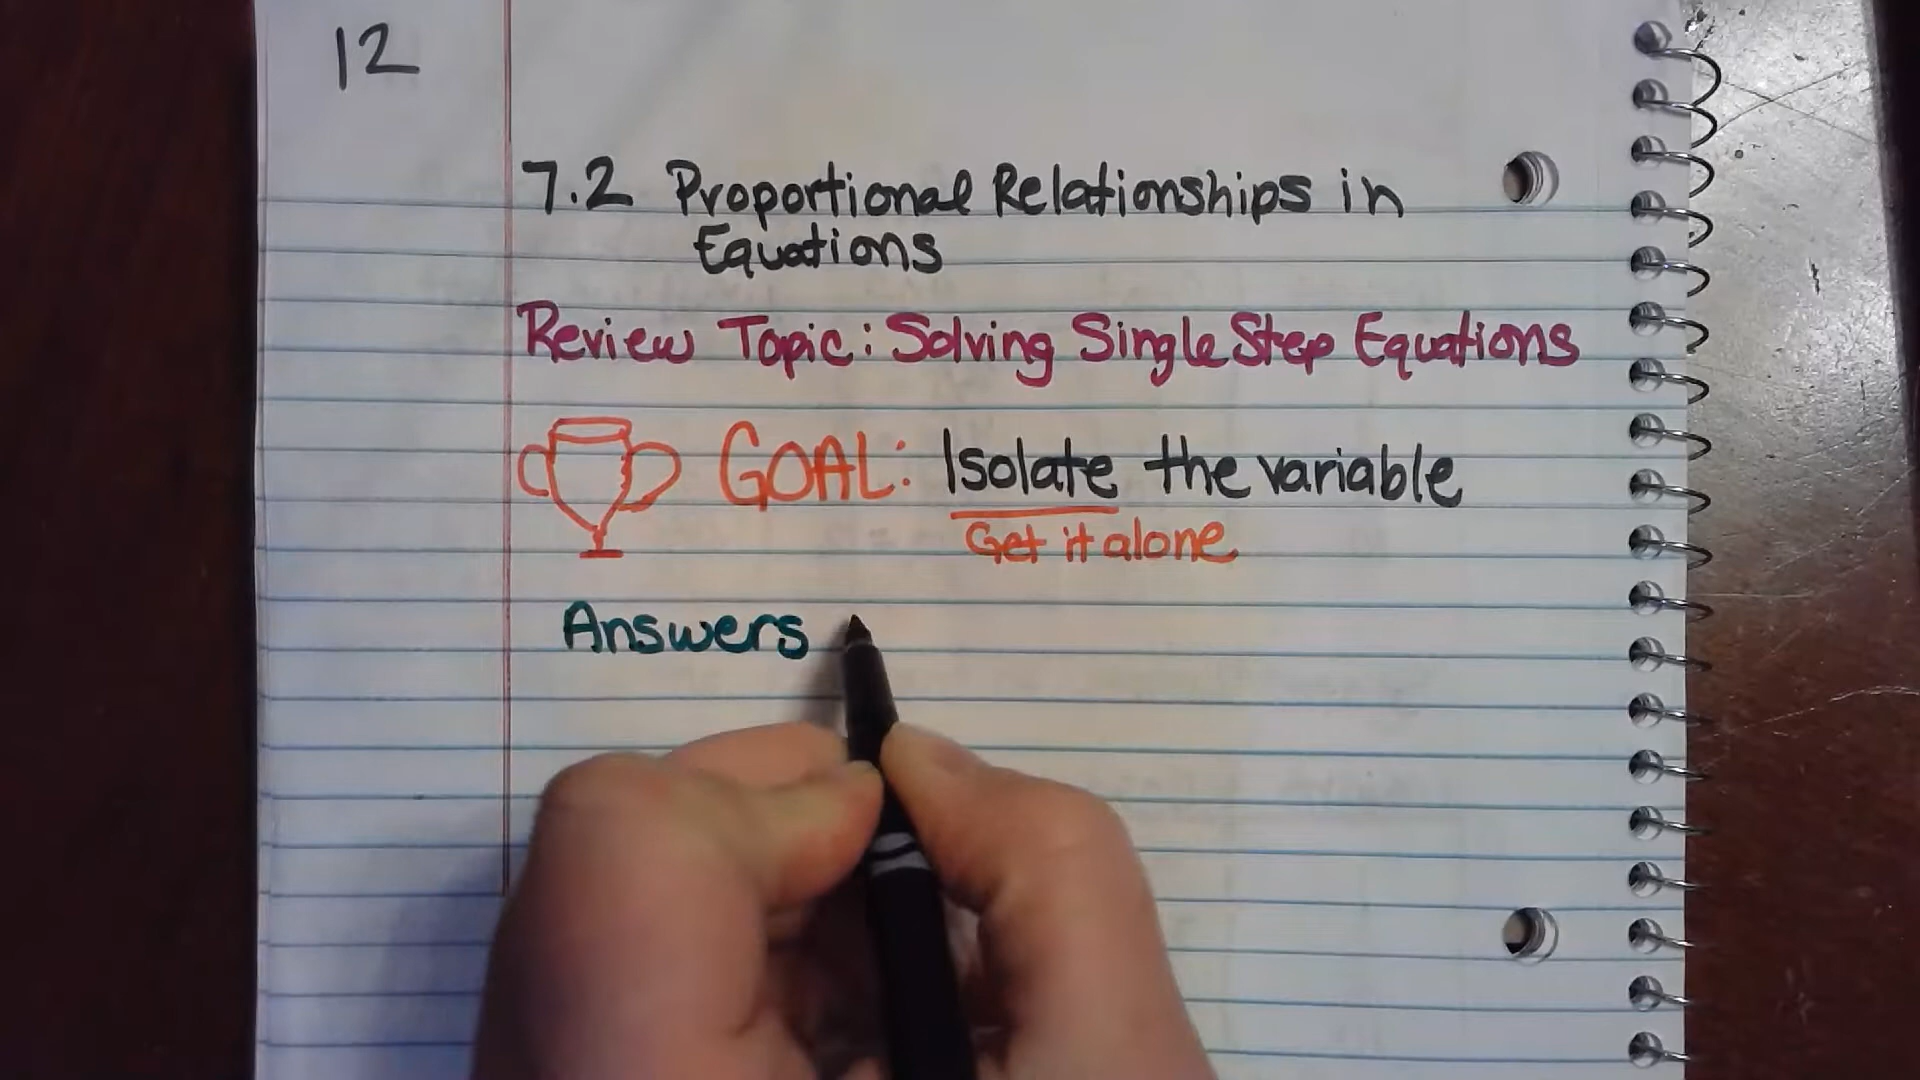 12
7.2 Proportional Relationships in
Equations
Review Topic: Solving Single Step Equations
GOAL: Isolate the variable
Get it alone
Answers